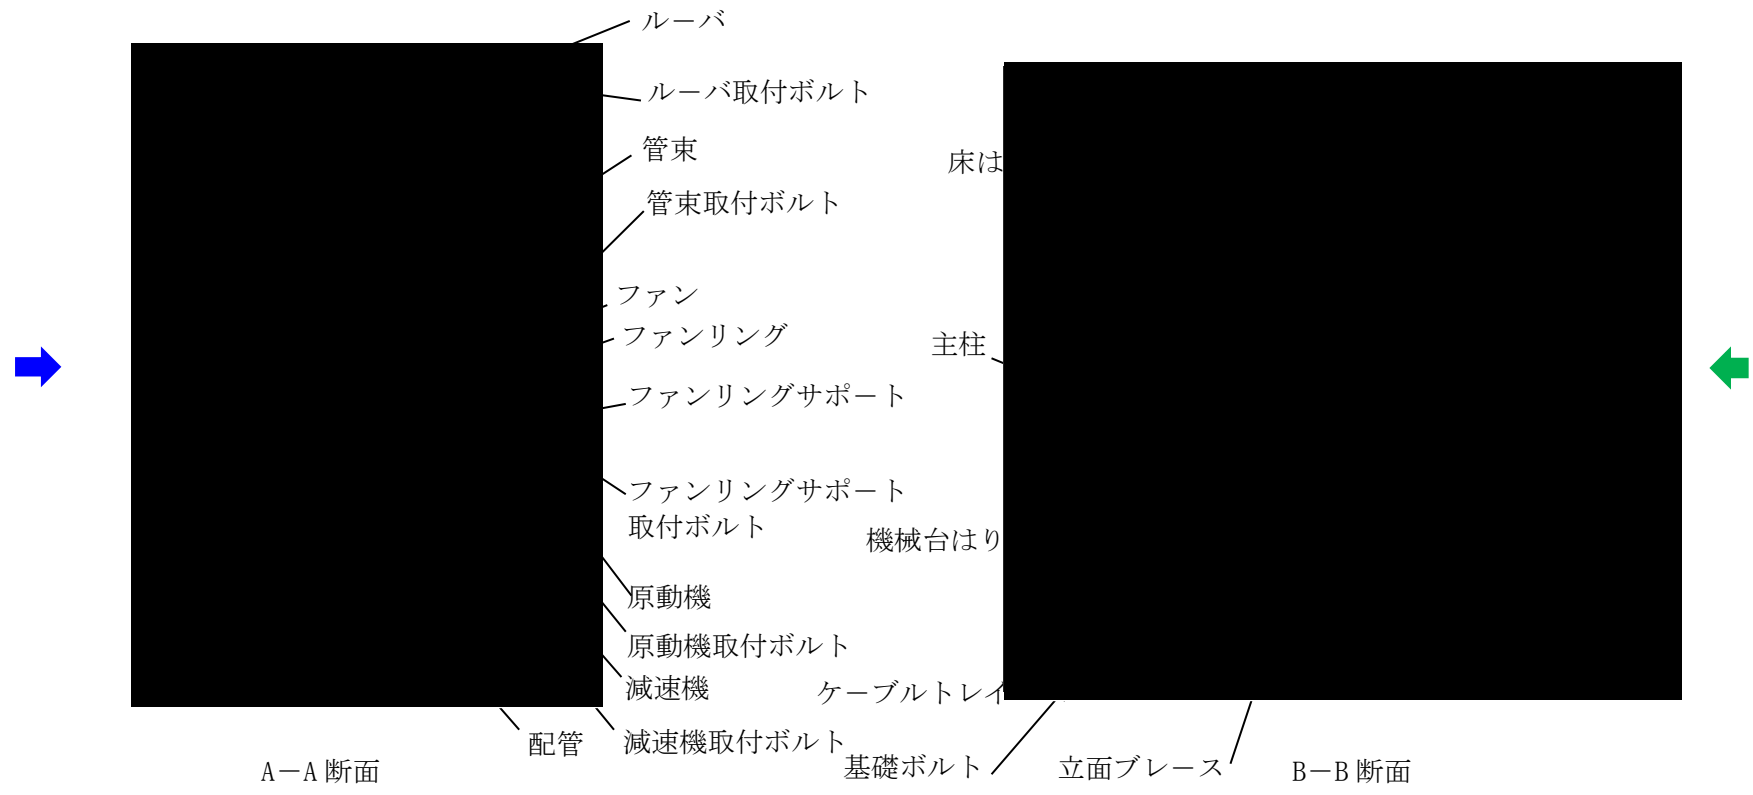 ルーバ
ルーバ取付ボルト
管束
管束取付ボルト
ファン
ファンリング
ファンリングサポート
ファンリングサポート
取付ボルト
原動機
原動機取付ボルト
減速機
減速機取付ボルト
配管
A－A断面
床は
主柱
機械台はり
ケーブルトレイ
基礎ボルト
立面ブレース
B－B断面